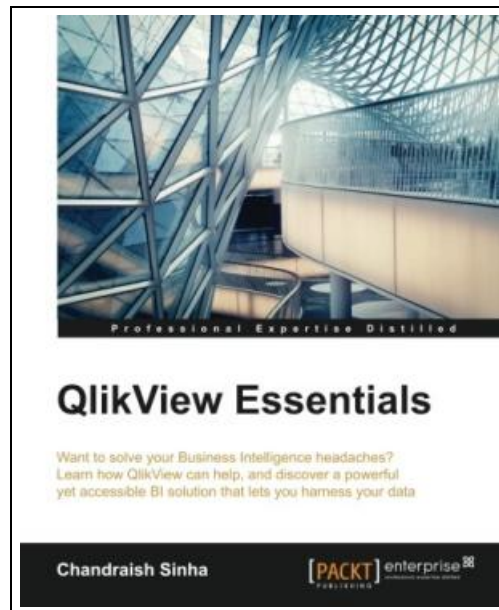 Professional Expertise Distilled
QlikView Essentials
Want to solve your Business Intelligence headaches?
Learn how QlikView can help, and discover a powerful
yet accessible BI solution that lets you harness your data
Chandraish Sinha
[PACKT] enterprise
PUBLISHING